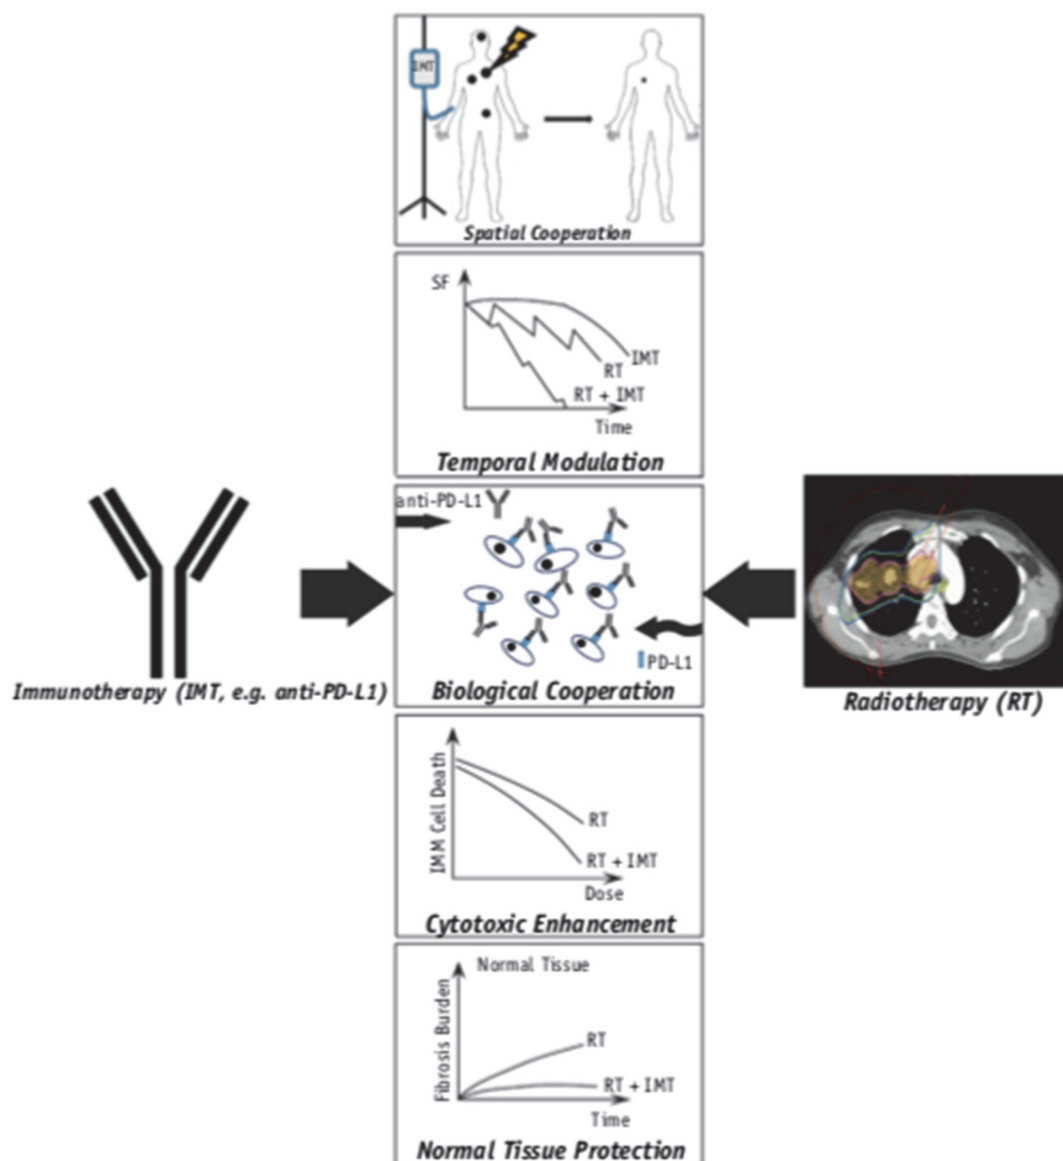 IMT
Spatial Cooperation
SF
IMT
RT
RT + IMT
Time
Temporal Modulation
anti-PD-L1
PD-L1
Biological Cooperation
Immunotherapy (IMT, e.g. anti-PD-L1)
Radiotherapy (RT)
IMM Cell Death
RT
RT + IMT
Dose
Cytotoxic Enhancement
Normal Tissue
Fibrosis Burden
RT
RT + IMT
Time
Normal Tissue Protection